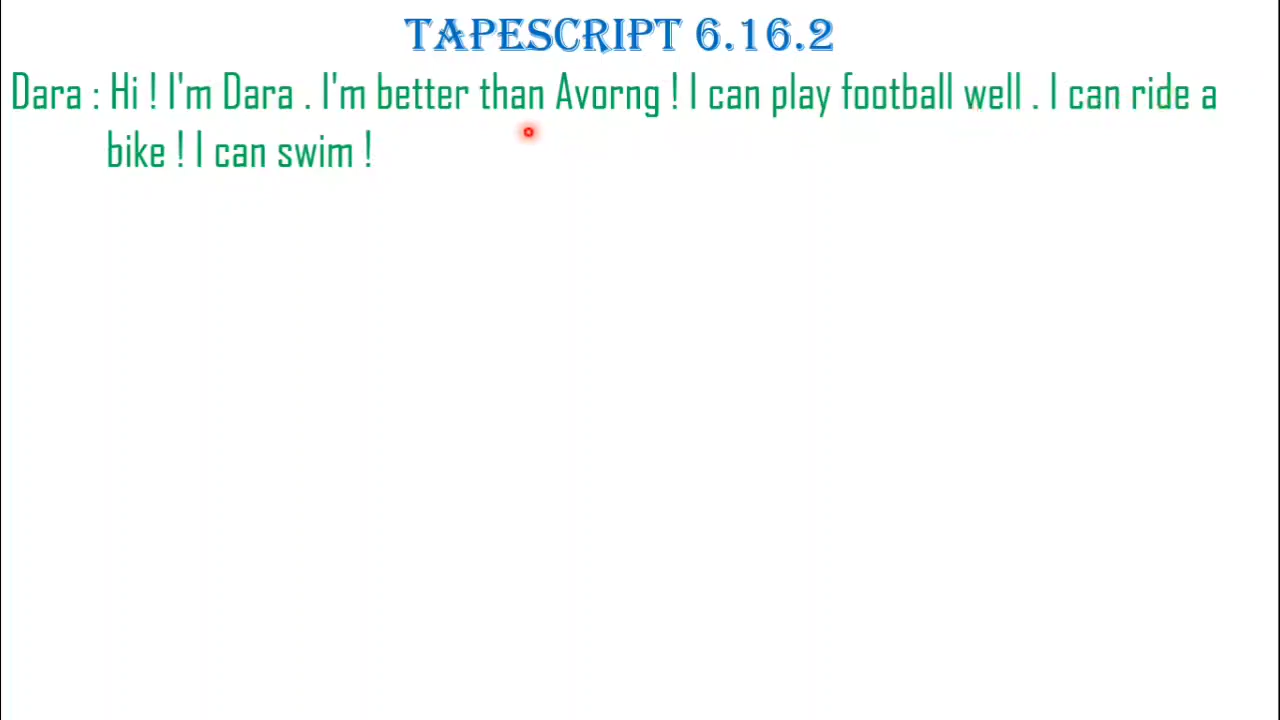 TAPESCRIPT 6.16.2
Dara : Hi ! I'm Dara . I'm better than Avorng ! I can play football well . I can ride a
bike ! I can swim !